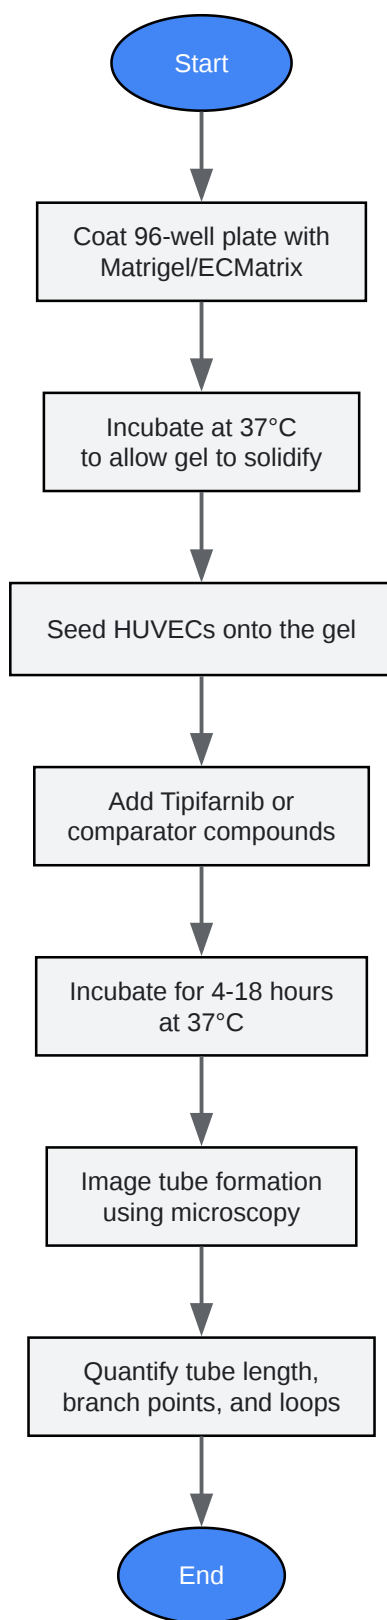 Start
Coat 96-well plate with
Matrigel/ECMatrix
Incubate at 37°C
to allow gel to solidify
Seed HUVECs onto the gel
Add Tipifarnib or
comparator compounds
Incubate for 4-18 hours
at 37°C
Image tube formation
using microscopy
Quantify tube length,
branch points, and loops
End